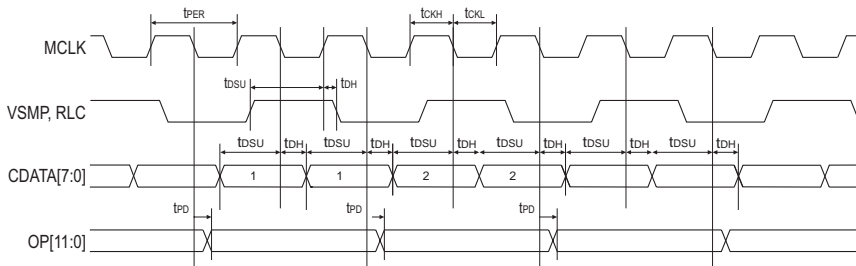 tPER tCKH tCKL
MCLK
tDSU tDH
VSMP, RLC
tDSU tDH tDSU tDH tDSU tDH tDSU tDH tDSU tDH tDSU tDH
CDATA[7:0] 1 1 2 2
tPD tPD tPD
OP[11:0]